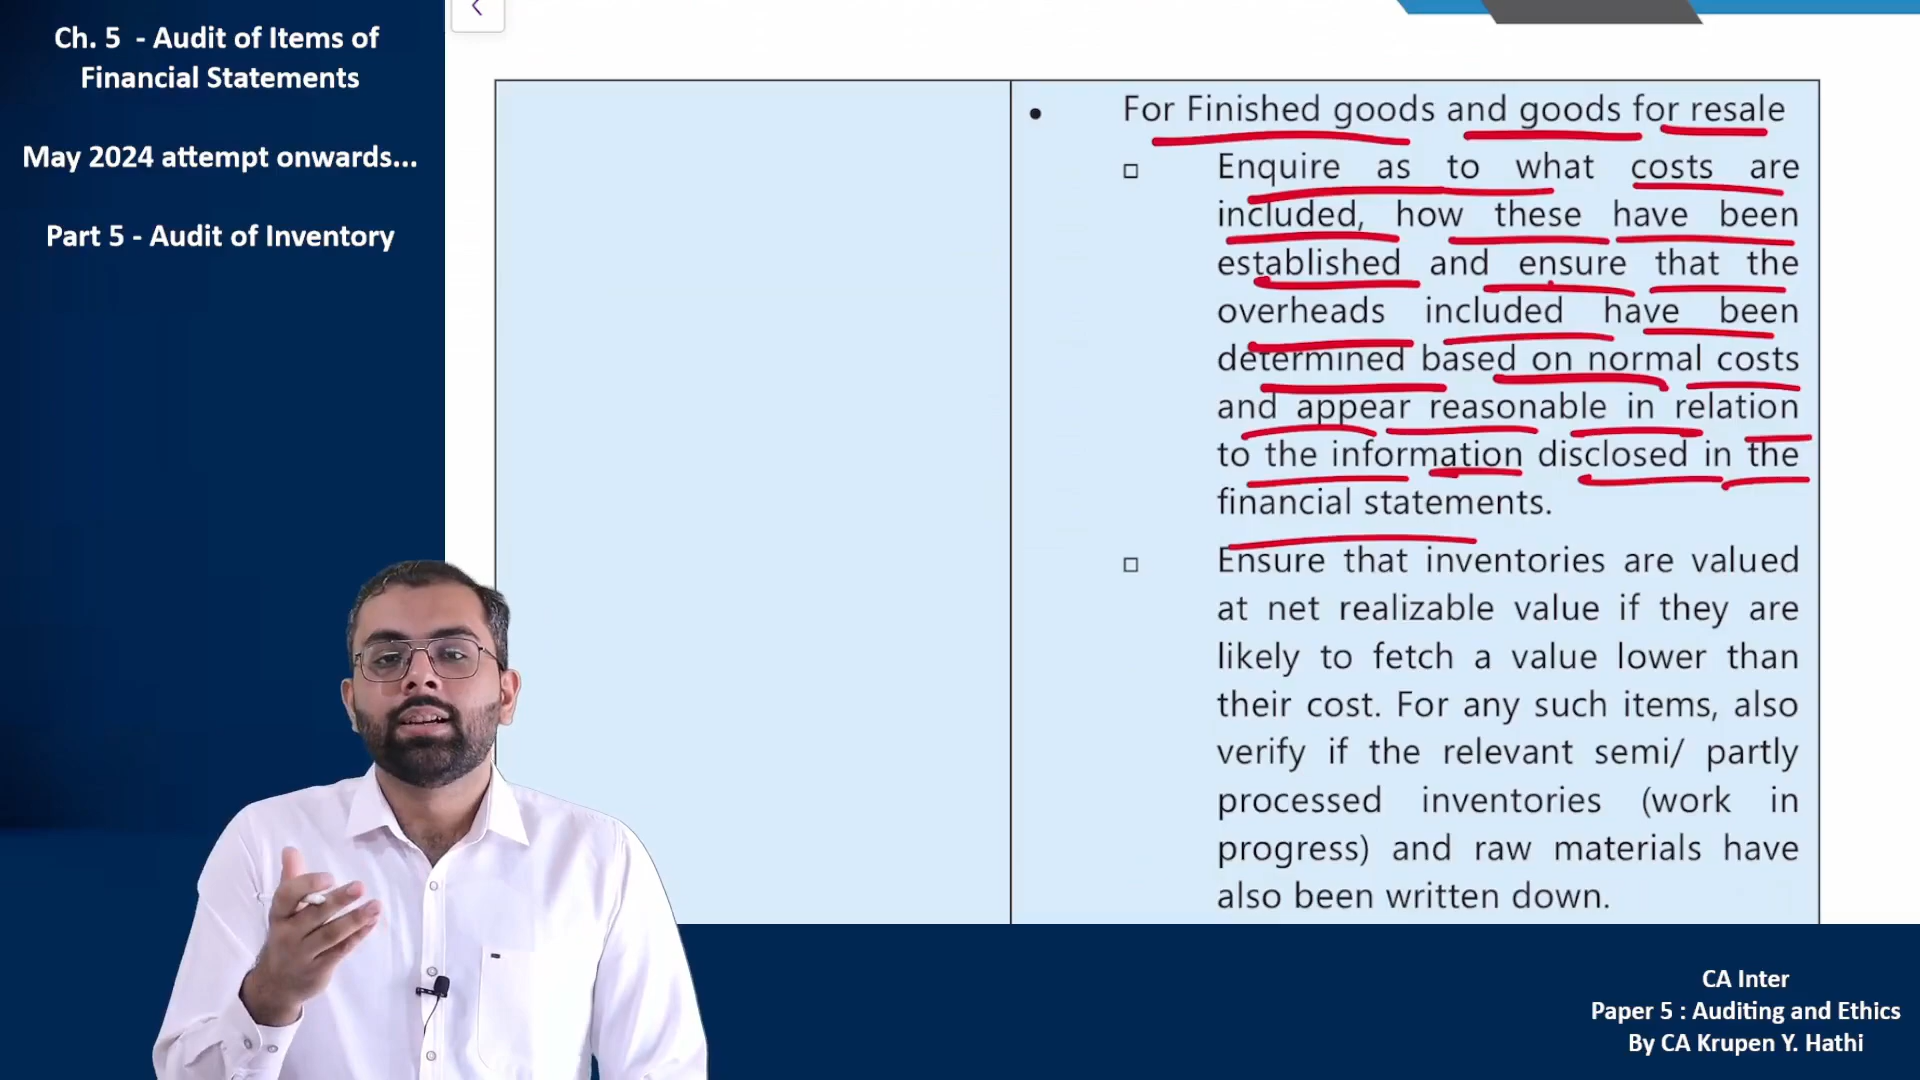 Ch. 5 - Audit of Items of
Financial Statements
May 2024 attempt onwards...
Part 5 - Audit of Inventory
• For Finished goods and goods for resale
□ Enquire as to what costs are
included, how these have been
established and ensure that the
overheads included have been
determined based on normal costs
and appear reasonable in relation
to the information disclosed in the
financial statements.
□ Ensure that inventories are valued
at net realizable value if they are
likely to fetch a value lower than
their cost. For any such items, also
verify if the relevant semi/ partly
processed inventories (work in
progress) and raw materials have
also been written down.
CA Inter
Paper 5 : Auditing and Ethics
By CA Krupen Y. Hathi